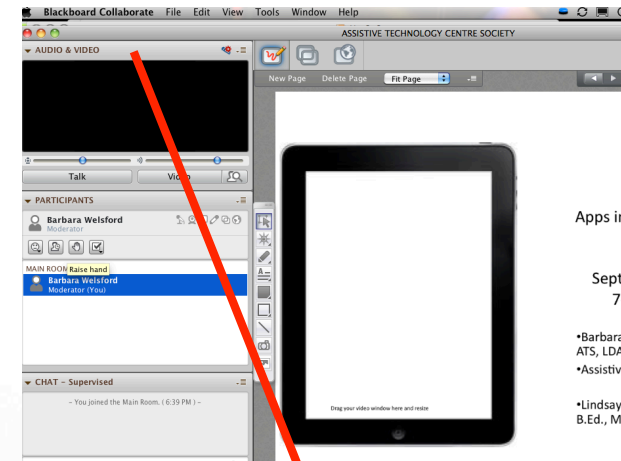 Blackboard Collaborate File Edit View Tools Window Help
ASSISTIVE TECHNOLOGY CENTRE SOCIETY
AUDIO & VIDEO
New Page Delete Page Fit Page
Talk Video
PARTICIPANTS
Barbara Welsford
Moderator
MAIN ROOM Raise hand
Barbara Welsford
Moderator (You)
CHAT – Supervised
– You joined the Main Room. ( 6:39 PM ) –
Drag your video window here and resize
Apps i
Sept
7
•Barbara
ATS, LDA
•Assistiv
•Lindsay
B.Ed., M